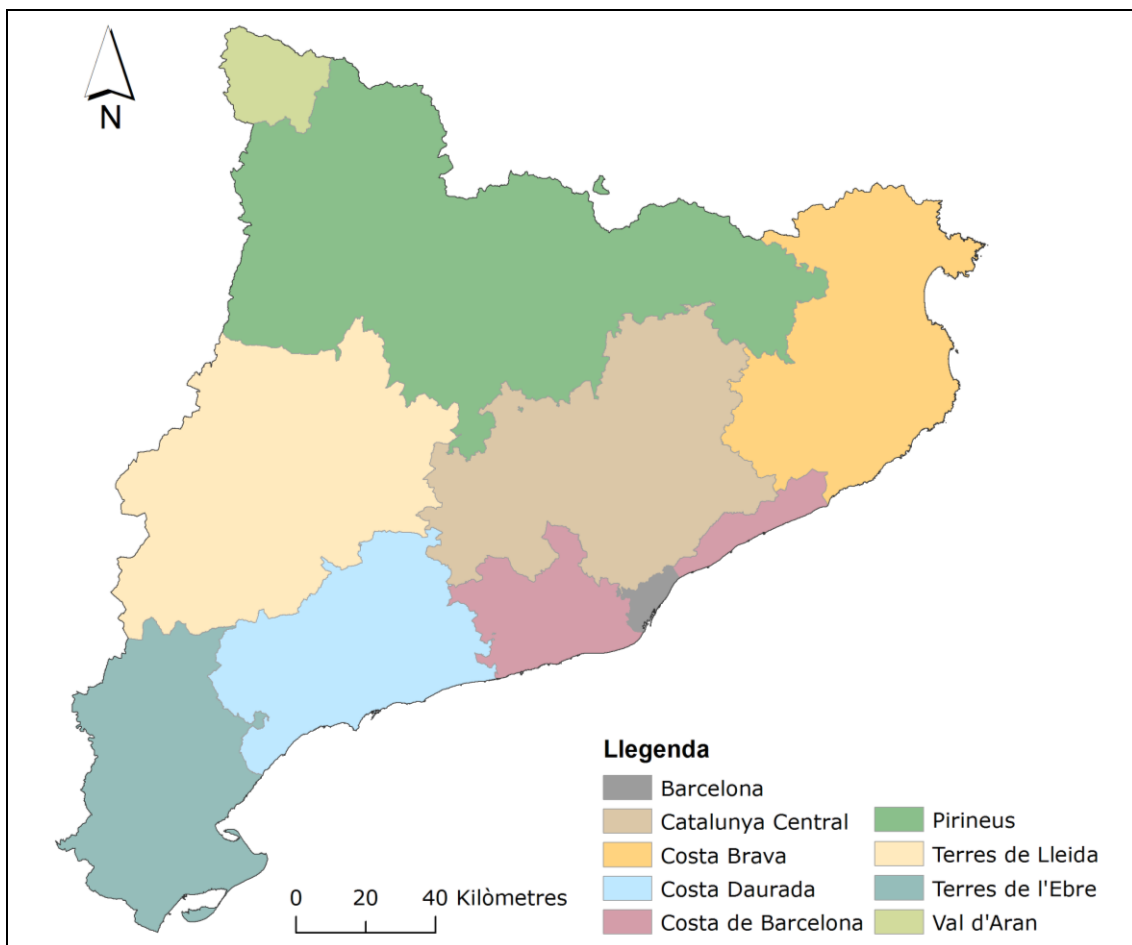 N
Llegenda
Barcelona
Catalunya Central
Costa Brava
Costa Daurada
Costa de Barcelona
Pirineus
Terres de Lleida
Terres de l'Ebre
Val d'Aran
0 20 40 Kilòmetres